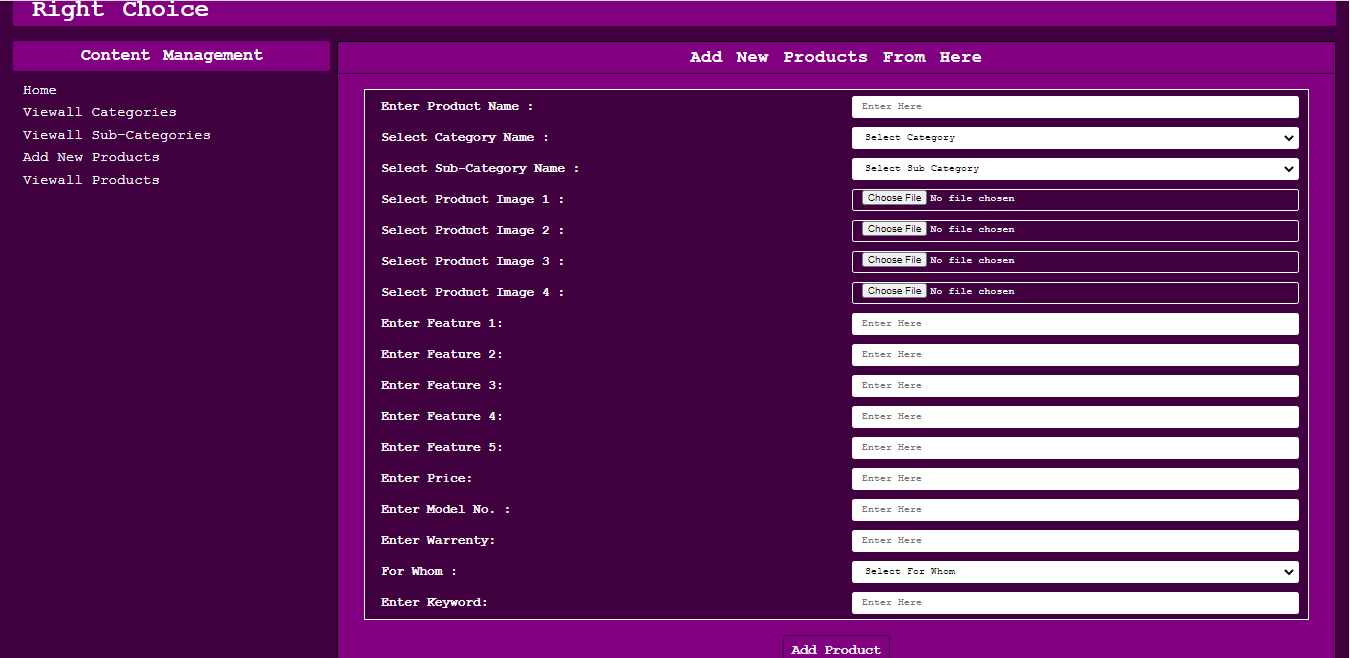 Right Choice
Content Management
Home
Viewall Categories
Viewall Sub-Categories
Add New Products
Viewall Products
Add New Products From Here
Enter Product Name : Enter Here
Select Category Name : Select Category
Select Sub-Category Name : Select Sub Category
Select Product Image 1 : Choose File No file chosen
Select Product Image 2 : Choose File No file chosen
Select Product Image 3 : Choose File No file chosen
Select Product Image 4 : Choose File No file chosen
Enter Feature 1: Enter Here
Enter Feature 2: Enter Here
Enter Feature 3: Enter Here
Enter Feature 4: Enter Here
Enter Feature 5: Enter Here
Enter Price: Enter Here
Enter Model No. : Enter Here
Enter Warrenty: Enter Here
For Whom : Select For Whom
Enter Keyword: Enter Here
Add Product